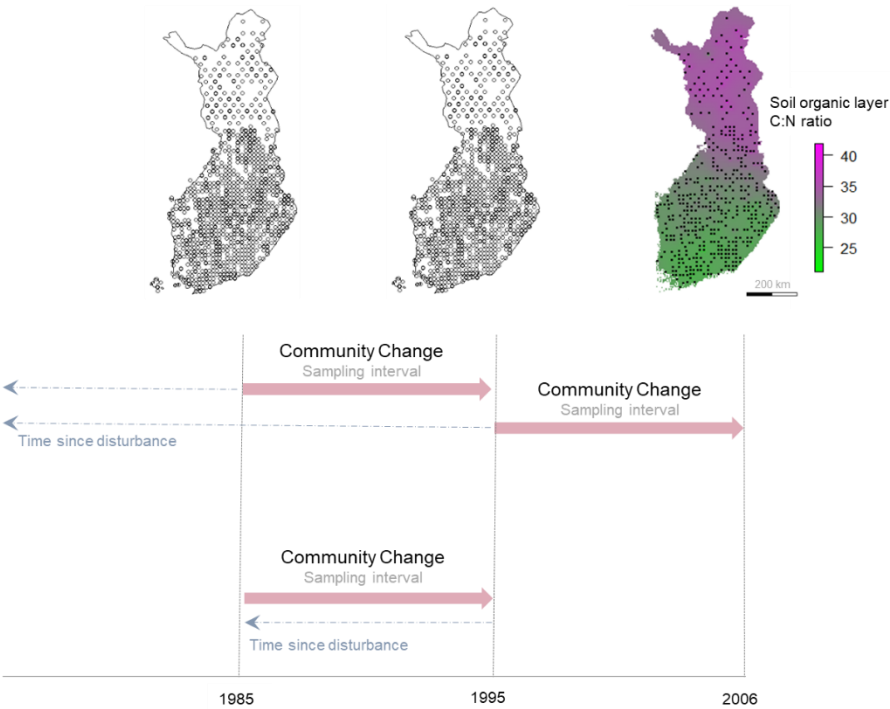 Soil organic layer
C:N ratio
40
35
30
25
200 km
Community Change
Sampling interval
Community Change
Sampling interval
Time since disturbance
Community Change
Sampling interval
Time since disturbance
1985
1995
2006